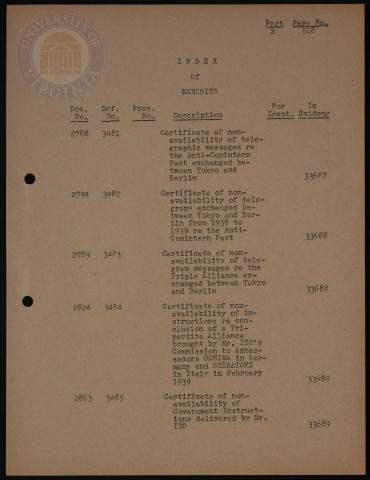 UNIVERSITY OF VIRGINIA
Part Page No.
2 518
INDEX
Of
EXHIBITS
Doc. No. Def. No. Pros. No. Description For Ident. In Evidenc
2788 3481 Certificate of non-
availability of tele-
graphic messages re
the Anti-Comintern
Pact exchanged be-
tween Tokyo and
Berlin 33687
2794 3482 Certificate of non-
availability of tele-
grams exchanged be-
tween Tokyo and Ber-
lin from 1938 to
1939 re the Anti-
Comintern Pact 33688
2789 3483 Certificate of non-
availability of tele-
gram messages re the
Triple Alliance ex-
changed between Tokyo
and Berlin 33688
2824 3484 Certificate of non-
availability of in-
structions re con-
clusion of a Tri-
partite Alliance
brought by Mr. ITO's
Commission to Ambas-
sadors OSHIMA in Ger-
many and SHIRATORI
in Italy in February
1939 33689
2863 3485 Certificate of non-
availability of
Government Instruct-
ions delivered by Mr.
ITO 33689